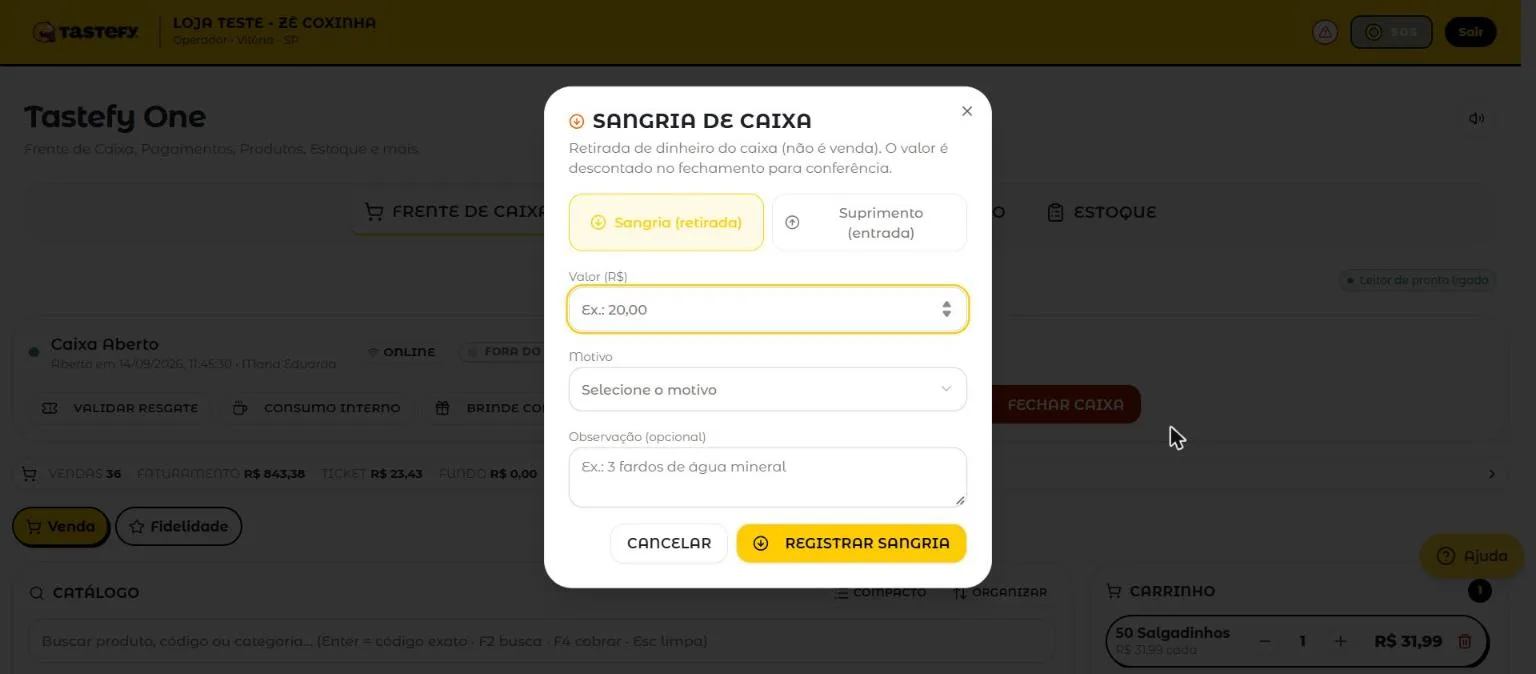 TASTEFY
LOJA TESTE - ZÉ COXINHA
Operador · Vitória · SP
SOS
Sair
Tastefy One
Frente de Caixa, Pagamentos, Produtos, Estoque e mais.
FRENTE DE CAIXA
O
ESTOQUE
Leitor de pronta ligado
Caixa Aberto
Aberto em 14/09/2026, 11:45:30 · Maria Eduarda
ONLINE
FORA DO
VALIDAR RESGATE
CONSUMO INTERNO
BRINDE CO
FECHAR CAIXA
VENDAS 36
FATURAMENTO R$ 843,38
TICKET R$ 23,43
FUNDO R$ 0,00
Venda
Fidelidade
SANGRIA DE CAIXA
Retirada de dinheiro do caixa (não é venda). O valor é
descontado no fechamento para conferência.
Sangria (retirada)
Suprimento
(entrada)
Valor (R$)
Ex.: 20,00
Motivo
Selecione o motivo
Observação (opcional)
Ex.: 3 fardos de água mineral
CANCELAR
REGISTRAR SANGRIA
Ajuda
CATÁLOGO
COMPACTO
ORGANIZAR
Buscar produto, código ou categoria... (Enter = código exato · F2 busca · F4 cobrar · Esc limpa)
CARRINHO
1
50 Salgadinhos
R$ 31,99 cada
1
R$ 31,99